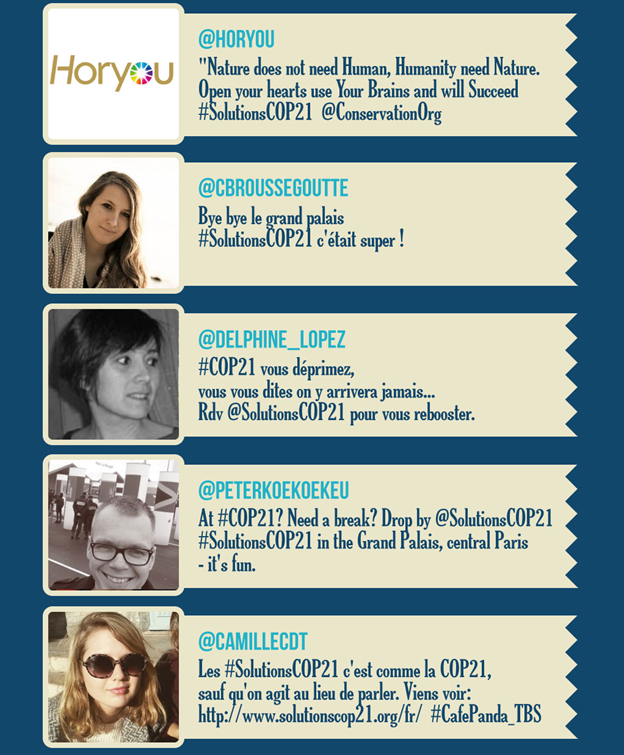 Horyou
@HORYOU
"Nature does not need Human, Humanity need Nature.
Open your hearts use Your Brains and will Succeed
#SolutionsCOP21 @ConservationOrg
@CBROUSSEGOUTTE
Bye bye le grand palais
#SolutionsCOP21 c'était super !
@DELPHINE_LOPEZ
#COP21 vous déprimez,
vous vous dites on y arrivera jamais...
Rdv @SolutionsCOP21 pour vous rebooster.
@PETERKOEKOEKEU
At #COP21? Need a break? Drop by @SolutionsCOP21
#SolutionsCOP21 in the Grand Palais, central Paris
- it's fun.
@CAMILLECDT
Les #SolutionsCOP21 c'est comme la COP21,
sauf qu'on agit au lieu de parler. Viens voir:
http://www.solutionscop21.org/fr/ #CafePanda_TBS